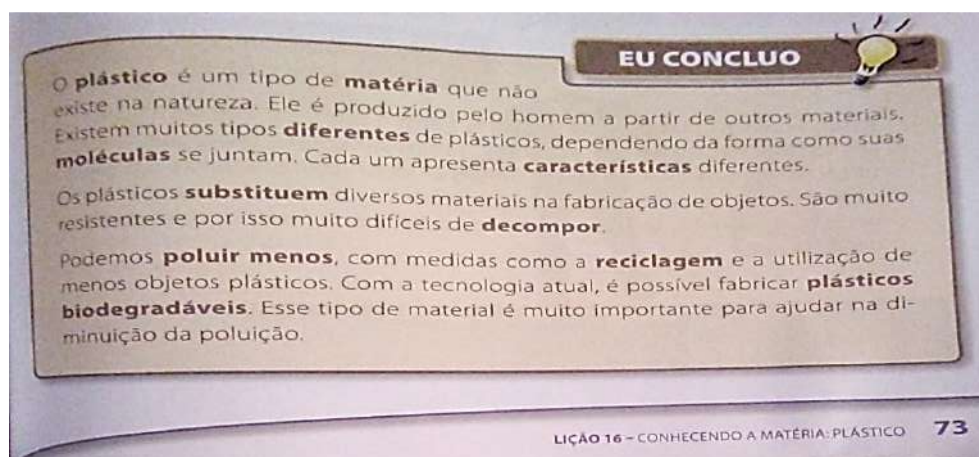 EU CONCLUO
O plástico é um tipo de matéria que não
existe na natureza. Ele é produzido pelo homem a partir de outros materiais.
Existem muitos tipos diferentes de plásticos, dependendo da forma como suas
moléculas se juntam. Cada um apresenta características diferentes.
Os plásticos substituem diversos materiais na fabricação de objetos. São muito
resistentes e por isso muito difíceis de decompor.
Podemos poluir menos, com medidas como a reciclagem e a utilização de
menos objetos plásticos. Com a tecnologia atual, é possível fabricar plásticos
biodegradáveis. Esse tipo de material é muito importante para ajudar na di-
minuição da poluição.
LIÇÃO 16 – CONHECENDO A MATÉRIA: PLÁSTICO 73